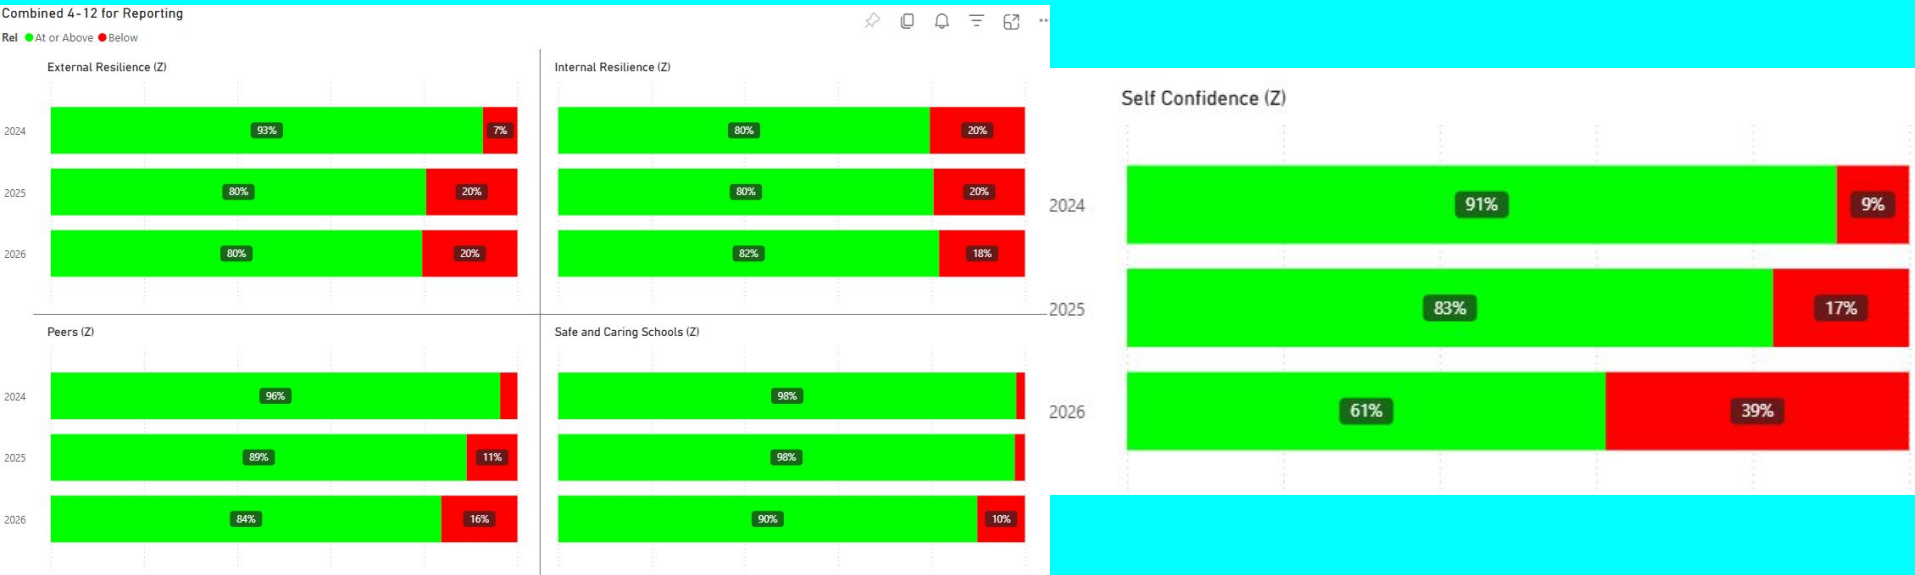 Combined 4-12 for Reporting
Rel At or Above Below
External Resilience (Z)
2024 93% 7%
2025 80% 20%
2026 80% 20%
Internal Resilience (Z)
80% 20%
80% 20%
82% 18%
Peers (Z)
2024 96%
2025 89% 11%
2026 84% 16%
Safe and Caring Schools (Z)
98%
98%
90% 10%
Self Confidence (Z)
2024 91% 9%
2025 83% 17%
2026 61% 39%